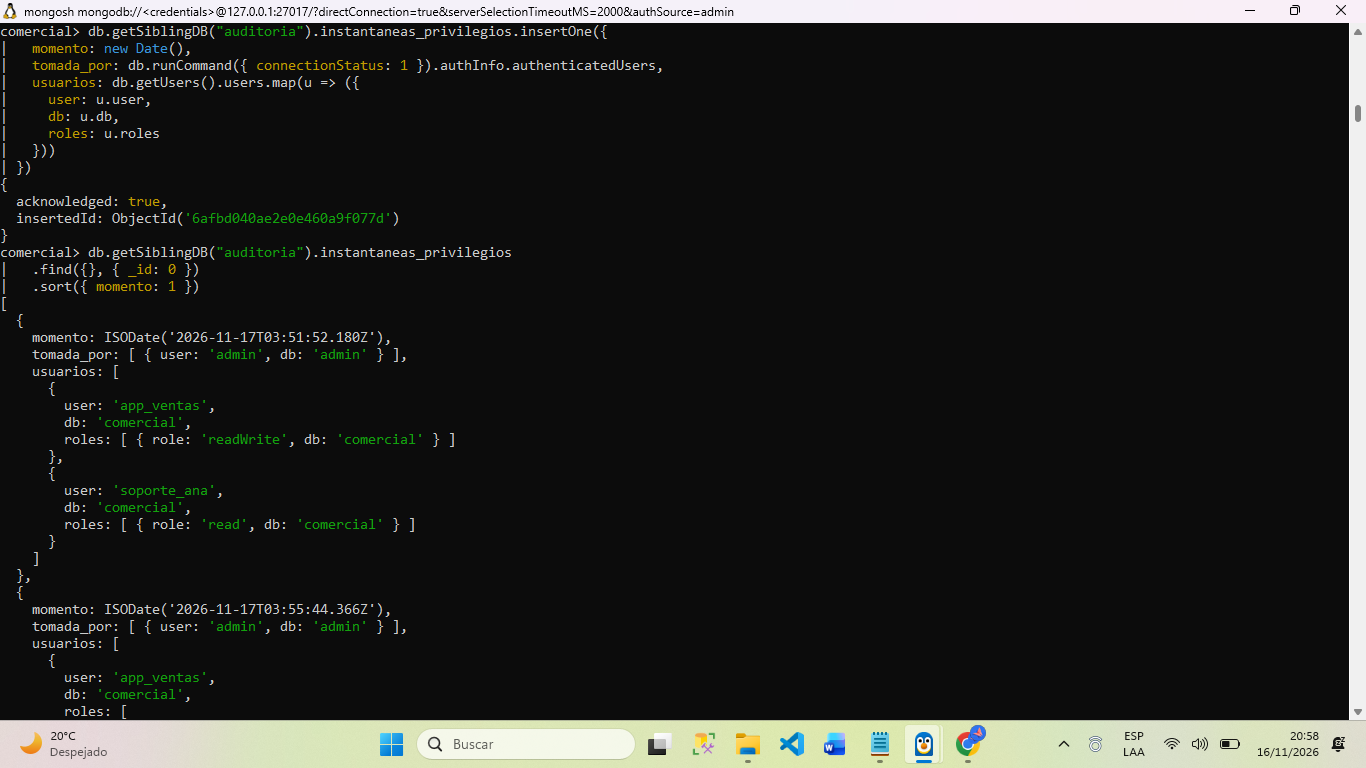 mongosh mongodb://<credentials>@127.0.0.1:27017/?directConnection=true&serverSelectionTimeoutMS=2000&authSource=admin
comercial> db.getSiblingDB("auditoria").instantaneas_privilegios.insertOne({
|   momento: new Date(),
|   tomada_por: db.runCommand({ connectionStatus: 1 }).authInfo.authenticatedUsers,
|   usuarios: db.getUsers().users.map(u => ({
|     user: u.user,
|     db: u.db,
|     roles: u.roles
|   }))
| })
{
  acknowledged: true,
  insertedId: ObjectId('6afbd040ae2e0e460a9f077d')
}
comercial> db.getSiblingDB("auditoria").instantaneas_privilegios
|   .find({}, { _id: 0 })
|   .sort({ momento: 1 })
[
  {
    momento: ISODate('2026-11-17T03:51:52.180Z'),
    tomada_por: [ { user: 'admin', db: 'admin' } ],
    usuarios: [
      {
        user: 'app_ventas',
        db: 'comercial',
        roles: [ { role: 'readWrite', db: 'comercial' } ]
      },
      {
        user: 'soporte_ana',
        db: 'comercial',
        roles: [ { role: 'read', db: 'comercial' } ]
      }
    ]
  },
  {
    momento: ISODate('2026-11-17T03:55:44.366Z'),
    tomada_por: [ { user: 'admin', db: 'admin' } ],
    usuarios: [
      {
        user: 'app_ventas',
        db: 'comercial',
        roles: [
20°C
Despejado
Buscar
ESP
LAA
20:58
16/11/2026